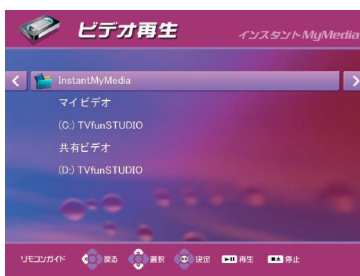 ビデオ再生
インスタントMyMedia
InstantMyMedia
マイビデオ
(C:) TVfunSTUDIO
共有ビデオ
(D:) TVfunSTUDIO
リモコンガイド 戻る 選択 決定 再生 停止